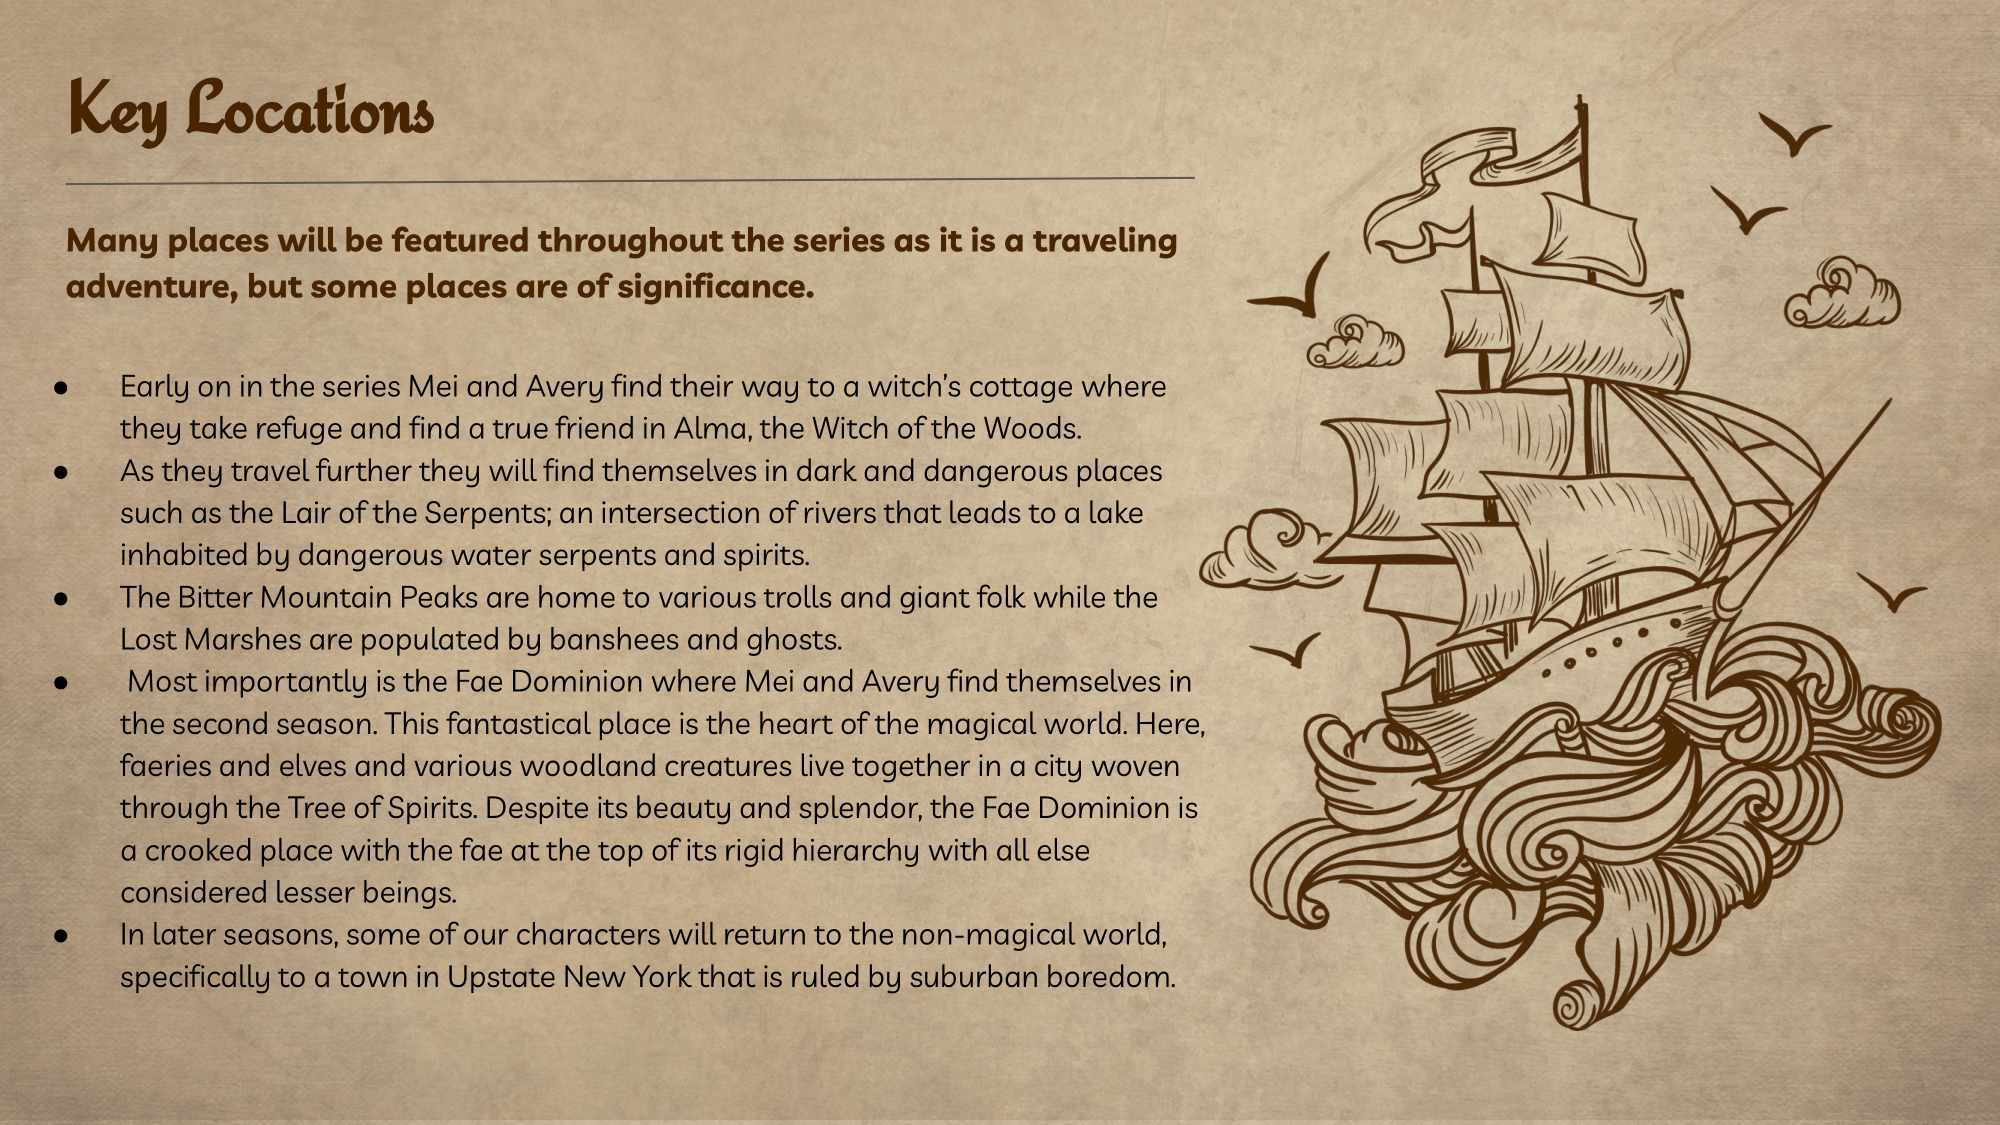 Key Locations
Many places will be featured throughout the series as it is a traveling
adventure, but some places are of significance.
● Early on in the series Mei and Avery find their way to a witch’s cottage where
they take refuge and find a true friend in Alma, the Witch of the Woods.
● As they travel further they will find themselves in dark and dangerous places
such as the Lair of the Serpents; an intersection of rivers that leads to a lake
inhabited by dangerous water serpents and spirits.
● The Bitter Mountain Peaks are home to various trolls and giant folk while the
Lost Marshes are populated by banshees and ghosts.
● Most importantly is the Fae Dominion where Mei and Avery find themselves in
the second season. This fantastical place is the heart of the magical world. Here,
faeries and elves and various woodland creatures live together in a city woven
through the Tree of Spirits. Despite its beauty and splendor, the Fae Dominion is
a crooked place with the fae at the top of its rigid hierarchy with all else
considered lesser beings.
● In later seasons, some of our characters will return to the non-magical world,
specifically to a town in Upstate New York that is ruled by suburban boredom.